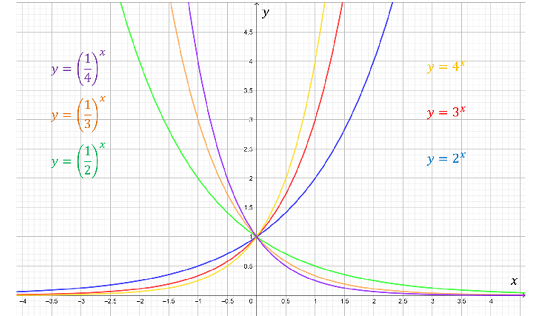 y
4.5
4
y = (1/4)^x
y = 4^x
3.5
y = (1/3)^x
3
y = 3^x
2.5
y = (1/2)^x
y = 2^x
2
1.5
1
0.5
x
-4 -3.5 -3 -2.5 -2 -1.5 -1 -0.5 0 0.5 1 1.5 2 2.5 3 3.5 4